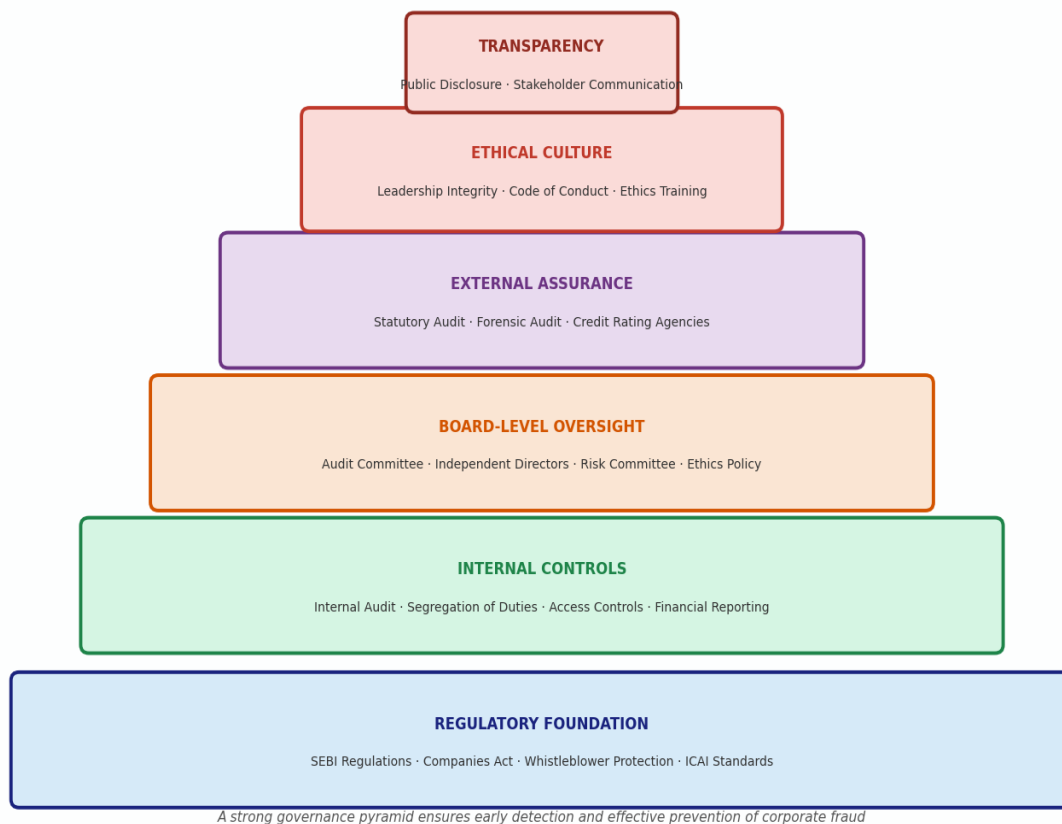 TRANSPARENCY
Public Disclosure · Stakeholder Communication
ETHICAL CULTURE
Leadership Integrity · Code of Conduct · Ethics Training
EXTERNAL ASSURANCE
Statutory Audit · Forensic Audit · Credit Rating Agencies
BOARD-LEVEL OVERSIGHT
Audit Committee · Independent Directors · Risk Committee · Ethics Policy
INTERNAL CONTROLS
Internal Audit · Segregation of Duties · Access Controls · Financial Reporting
REGULATORY FOUNDATION
SEBI Regulations · Companies Act · Whistleblower Protection · ICAI Standards
A strong governance pyramid ensures early detection and effective prevention of corporate fraud